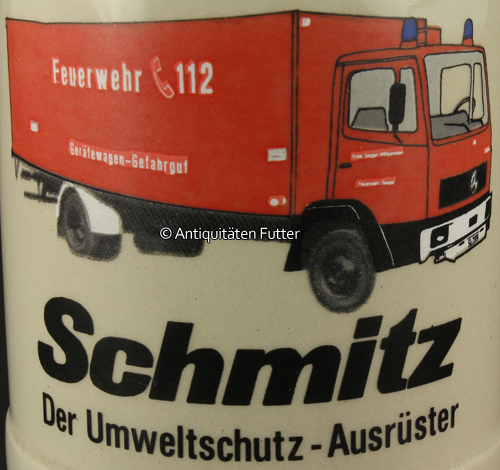 Feuerwehr 112
Gerätewagen-Gefahrgut
© Antiquitäten Futter
Schmitz
Der Umweltschutz-Ausrüster